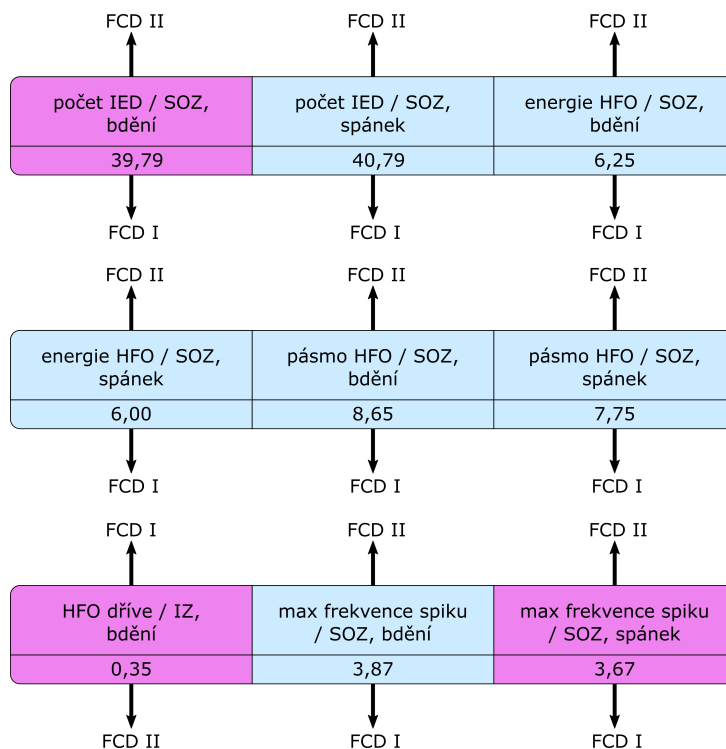 FCD II FCD II FCD II
počet IED / SOZ, počet IED / SOZ, energie HFO / SOZ,
bdění spánek bdění
39,79 40,79 6,25
FCD I FCD I FCD I
FCD II FCD II FCD II
energie HFO / SOZ, pásmo HFO / SOZ, pásmo HFO / SOZ,
spánek bdění spánek
6,00 8,65 7,75
FCD I FCD I FCD I
FCD I FCD II FCD II
HFO dříve / IZ, max frekvence spiku max frekvence spiku
bdění / SOZ, bdění / SOZ, spánek
0,35 3,87 3,67
FCD II FCD I FCD I